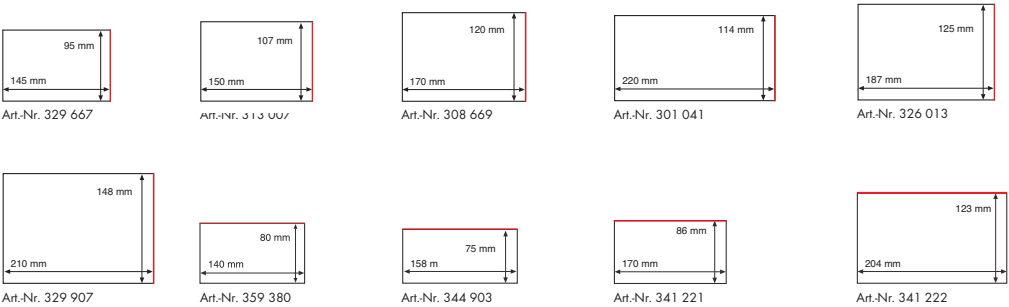 95 mm
145 mm
Art.-Nr. 329 667
107 mm
150 mm
Art.-Nr. 313 007
120 mm
170 mm
Art.-Nr. 308 669
114 mm
220 mm
Art.-Nr. 301 041
125 mm
187 mm
Art.-Nr. 326 013
148 mm
210 mm
Art.-Nr. 329 907
80 mm
140 mm
Art.-Nr. 359 380
75 mm
158 m
Art.-Nr. 344 903
86 mm
170 mm
Art.-Nr. 341 221
123 mm
204 mm
Art.-Nr. 341 222